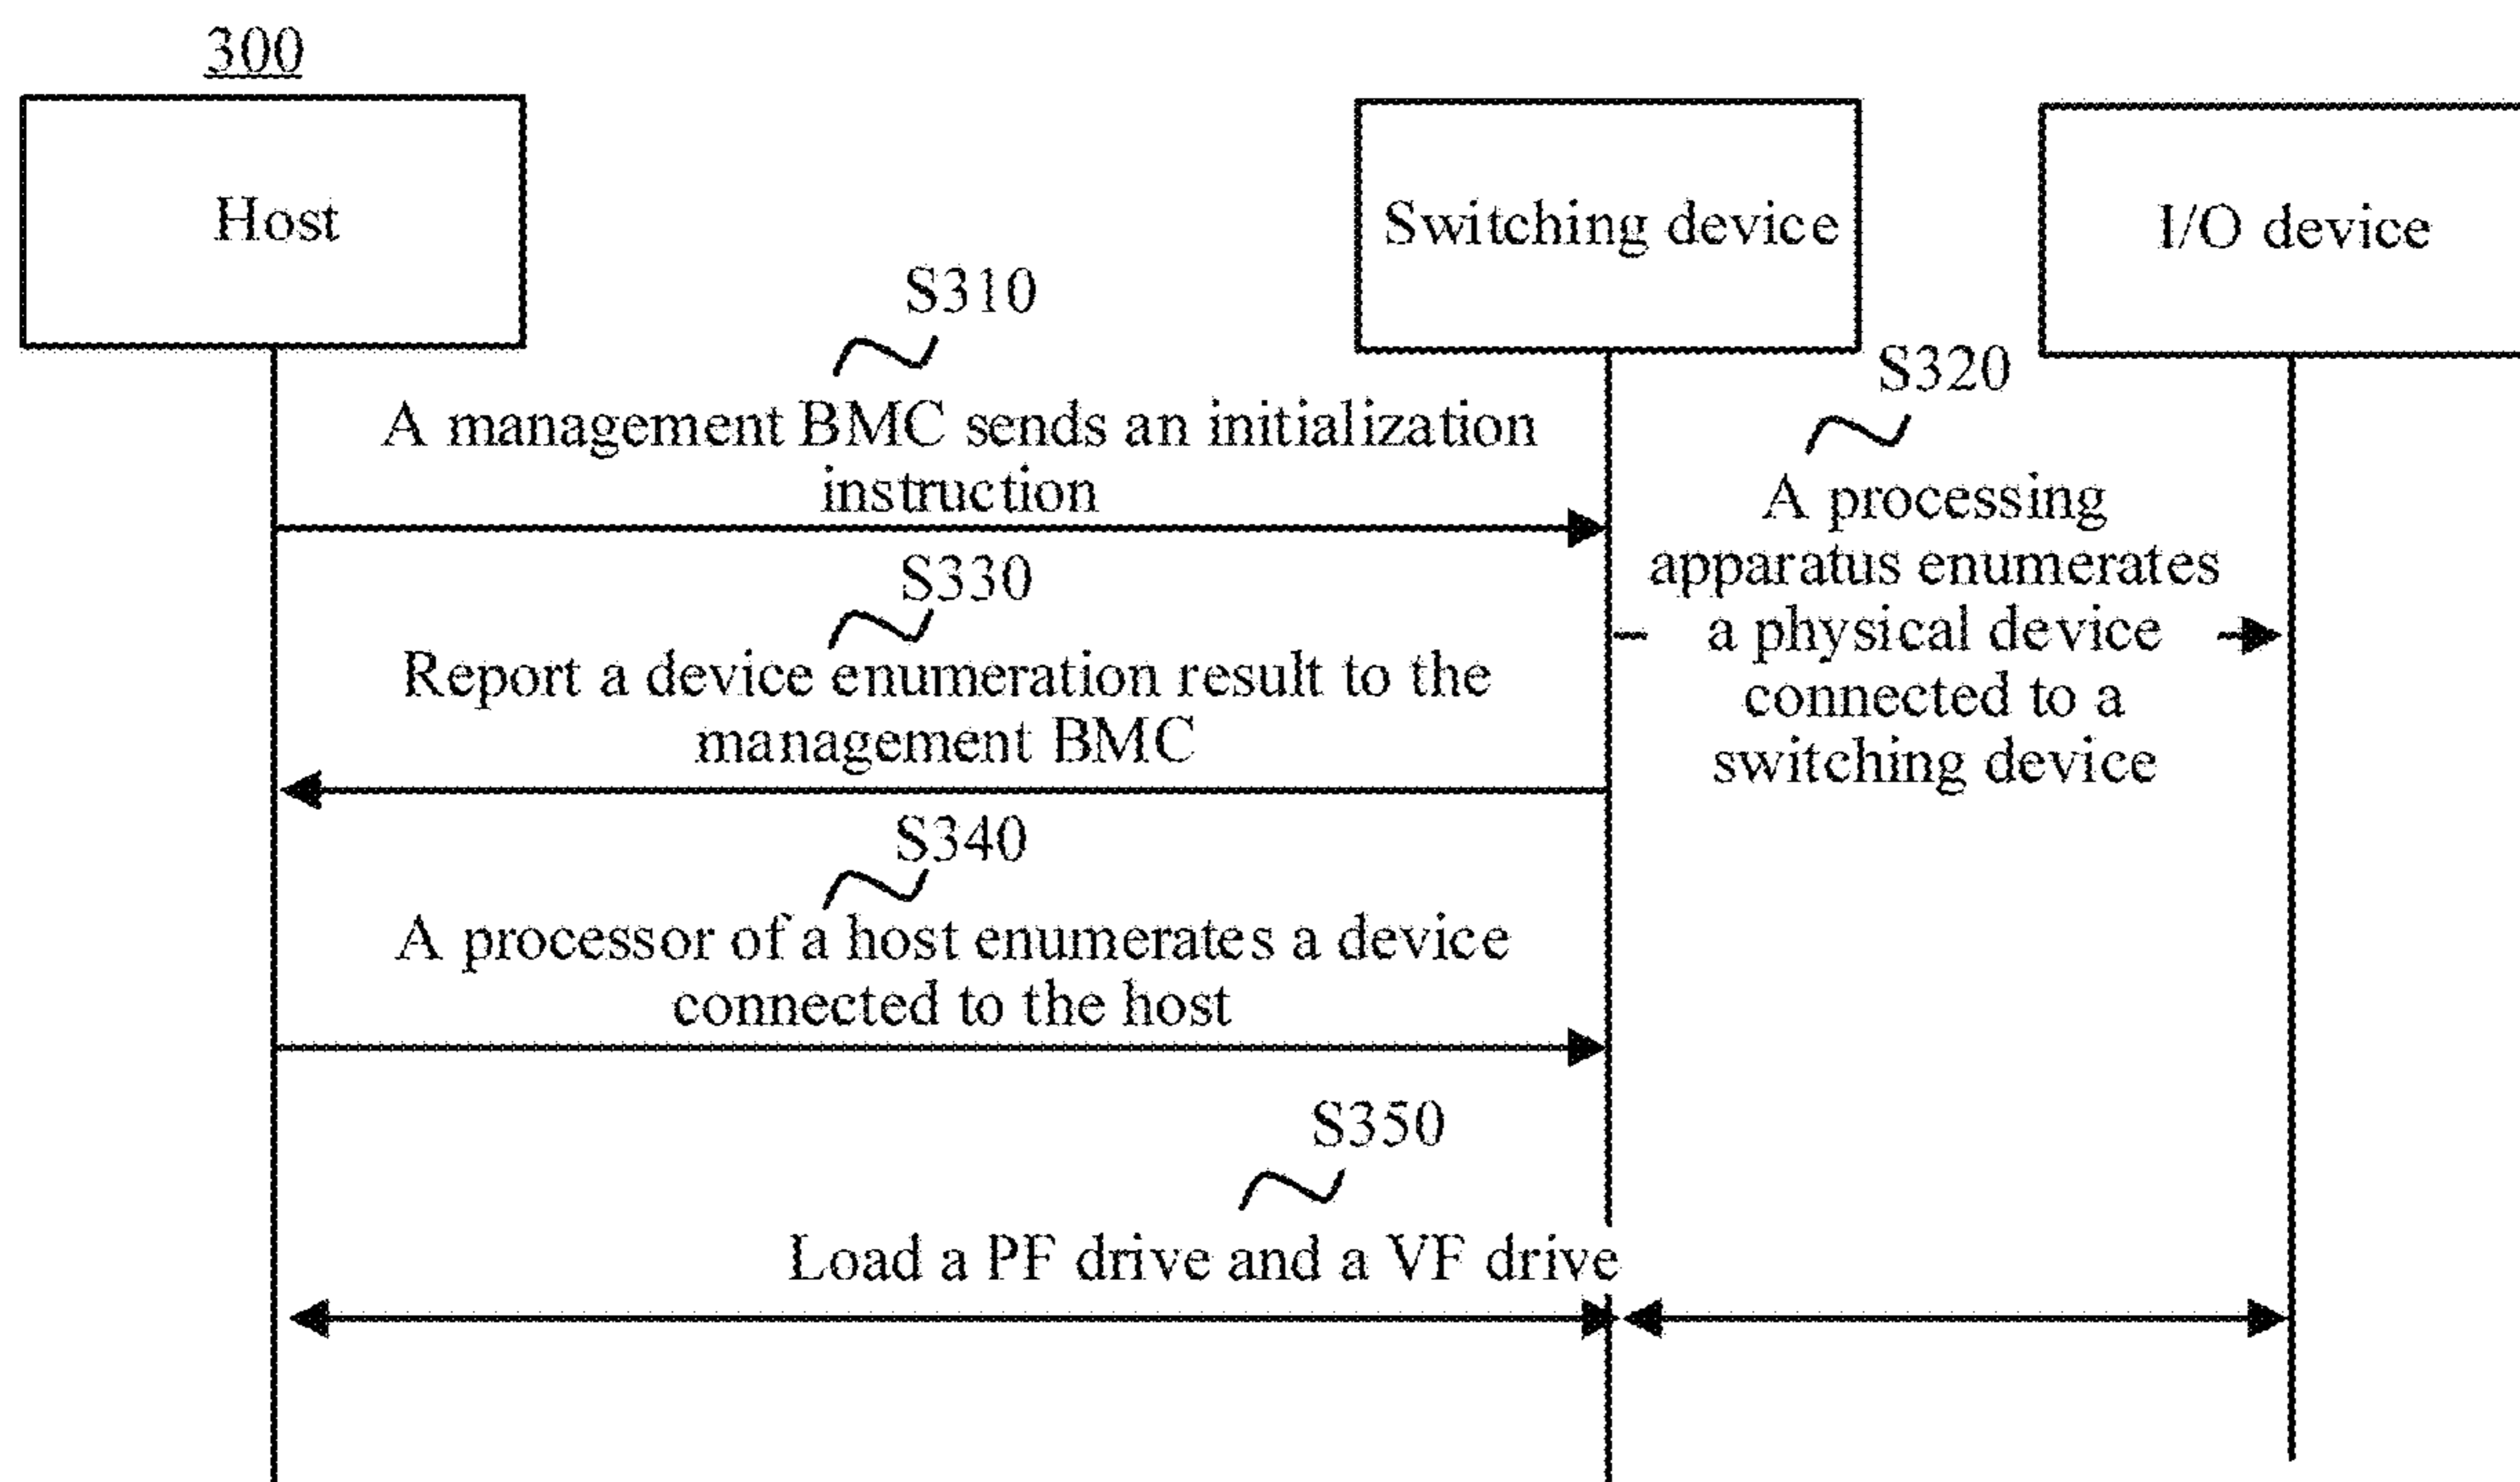 300
Host
Switching device
I/O device
S310
A management BMC sends an initialization
instruction
S320
A processing
apparatus enumerates
a physical device
connected to a
switching device
S330
Report a device enumeration result to the
management BMC
S340
A processor of a host enumerates a device
connected to the host
S350
Load a PF drive and a VF drive